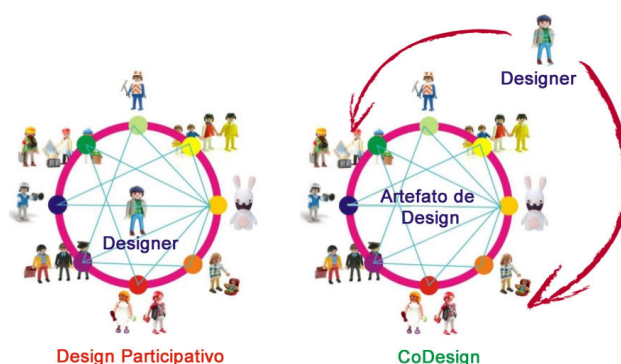 Designer
Artefato de
Design
Designer
Design Participativo
CoDesign